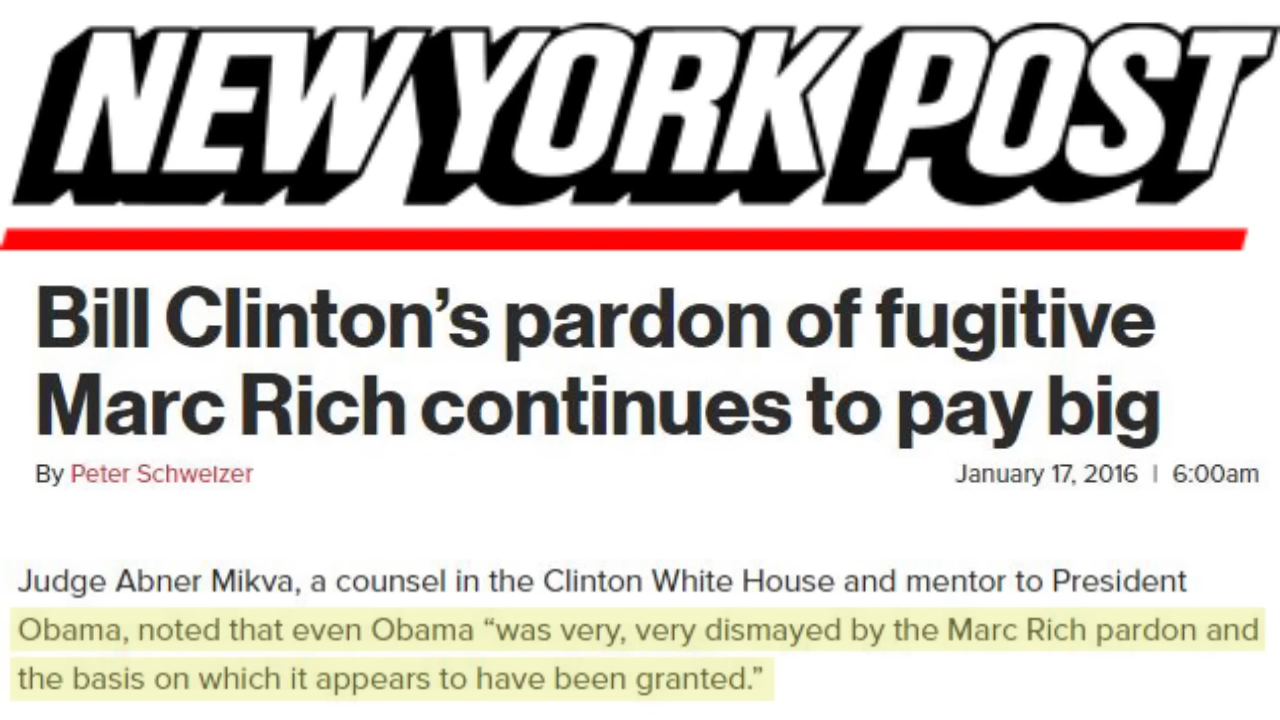 NEW YORK POST
Bill Clinton’s pardon of fugitive
Marc Rich continues to pay big
By Peter Schweizer January 17, 2016 | 6:00am
Judge Abner Mikva, a counsel in the Clinton White House and mentor to President
Obama, noted that even Obama “was very, very dismayed by the Marc Rich pardon and
the basis on which it appears to have been granted.”